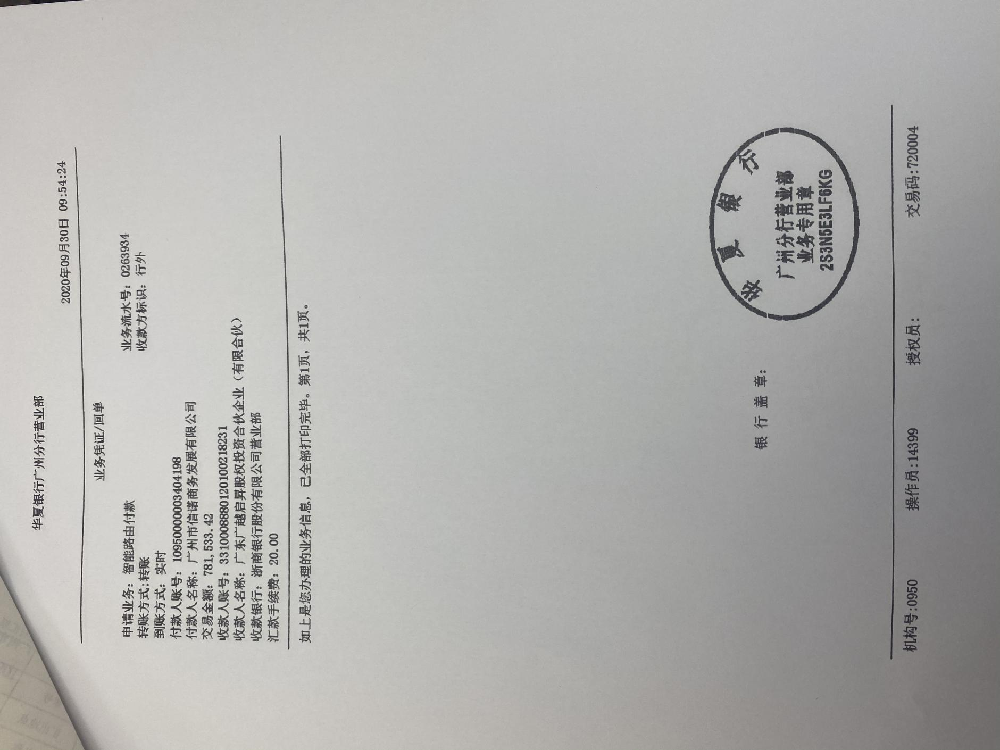 华夏银行广州分行营业部
2020年09月30日 09:54:24
业务凭证/回单
申请业务：智能路由付款 业务流水号：02639​34
转账方式:转账 收款方标识：行外
到账方式：实时
付款人账号：10950000003404198
付款人名称：广州市信诺商务发展有限公司
交易金额：781,533.42
收款人账号：3310008880120100218231
收款人名称：广东广越启昇股权投资合伙企业（有限合伙）
收款银行：浙商银行股份有限公司营业部
汇款手续费：20.00
如上是您办理的业务信息，已全部打印完毕。第1页，共1页。
银 行 盖 章：
华夏银行
广州分行营业部
业务专用章
2S3N5E3LF6KG
机构号:0950 操作员:14399 授权员: 交易码:720004